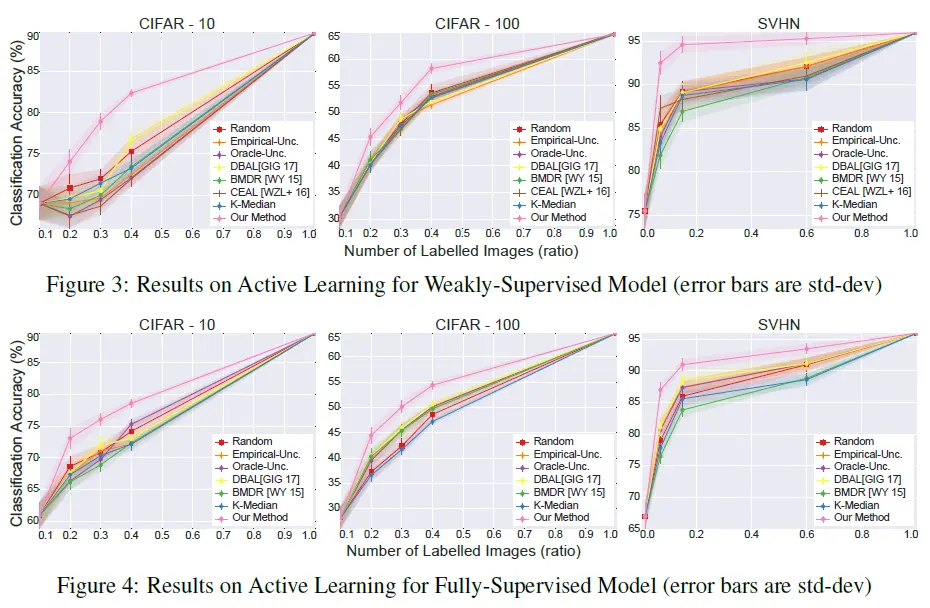 CIFAR - 10
CIFAR - 100
SVHN
Classification Accuracy (%)
90
85
80
75
70
0.1 0.2 0.3 0.4 0.5 0.6 0.7 0.8 0.9 1.0
Random
Empirical-Unc.
Oracle-Unc.
DBAL[GIG 17]
BMDR [WY 15]
CEAL [WZL+ 16]
K-Median
Our Method
65
60
55
50
45
40
35
30
0.1 0.2 0.3 0.4 0.5 0.6 0.7 0.8 0.9 1.0
Random
Empirical-Unc.
Oracle-Unc.
DBAL[GIG 17]
BMDR [WY 15]
CEAL [WZL+ 16]
K-Median
Our Method
95
90
85
80
75
0.0 0.2 0.4 0.6 0.8 1.0
Random
Empirical-Unc.
Oracle-Unc.
DBAL[GIG 17]
BMDR [WY 15]
CEAL [WZL+ 16]
K-Median
Our Method
Number of Labelled Images (ratio)
Figure 3: Results on Active Learning for Weakly-Supervised Model (error bars are std-dev)
CIFAR - 10
CIFAR - 100
SVHN
Classification Accuracy (%)
90
85
80
75
70
65
60
0.1 0.2 0.3 0.4 0.5 0.6 0.7 0.8 0.9 1.0
Random
Empirical-Unc.
Oracle-Unc.
DBAL[GIG 17]
BMDR [WY 15]
K-Median
Our Method
65
60
55
50
45
40
35
30
0.1 0.2 0.3 0.4 0.5 0.6 0.7 0.8 0.9 1.0
Random
Empirical-Unc.
Oracle-Unc.
DBAL[GIG 17]
BMDR [WY 15]
K-Median
Our Method
95
90
85
80
75
70
65
0.0 0.2 0.4 0.6 0.8 1.0
Random
Empirical-Unc.
Oracle-Unc.
DBAL[GIG 17]
BMDR [WY 15]
K-Median
Our Method
Number of Labelled Images (ratio)
Figure 4: Results on Active Learning for Fully-Supervised Model (error bars are std-dev)